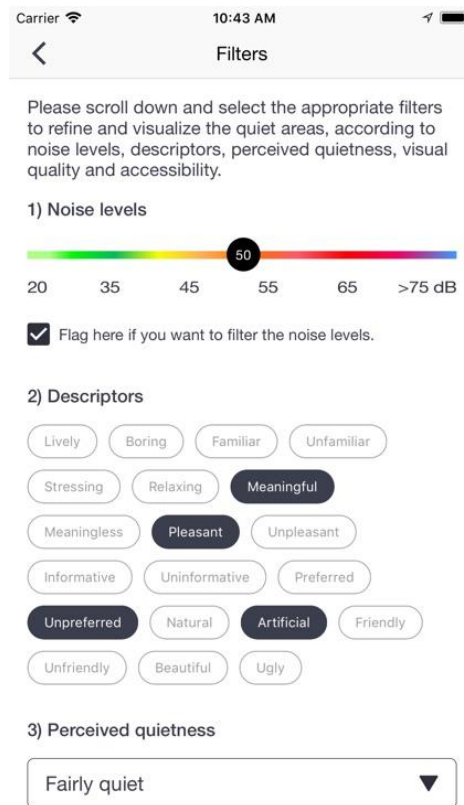 Carrier 10:43 AM
Filters
Please scroll down and select the appropriate filters
to refine and visualize the quiet areas, according to
noise levels, descriptors, perceived quietness, visual
quality and accessibility.
1) Noise levels
50
20 35 45 55 65 >75 dB
Flag here if you want to filter the noise levels.
2) Descriptors
Lively Boring Familiar Unfamiliar
Stressing Relaxing Meaningful
Meaningless Pleasant Unpleasant
Informative Uninformative Preferred
Unpreferred Natural Artificial Friendly
Unfriendly Beautiful Ugly
3) Perceived quietness
Fairly quiet